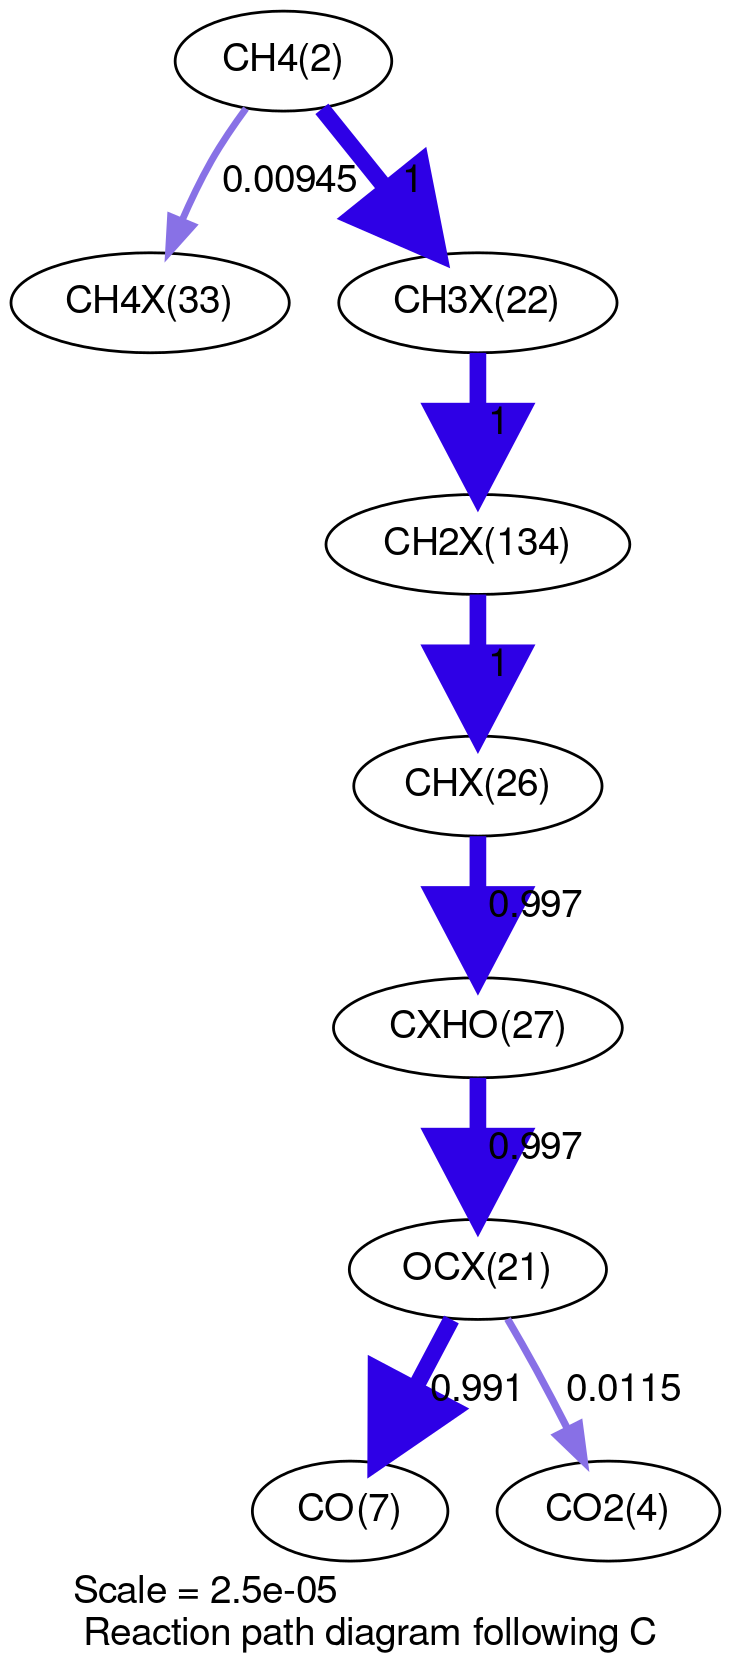 CH4(2)
0.00945
1
CH4X(33)
CH3X(22)
1
CH2X(134)
1
CHX(26)
0.997
CXHO(27)
0.997
OCX(21)
0.991
0.0115
CO(7)
CO2(4)
Scale = 2.5e-05
Reaction path diagram following C